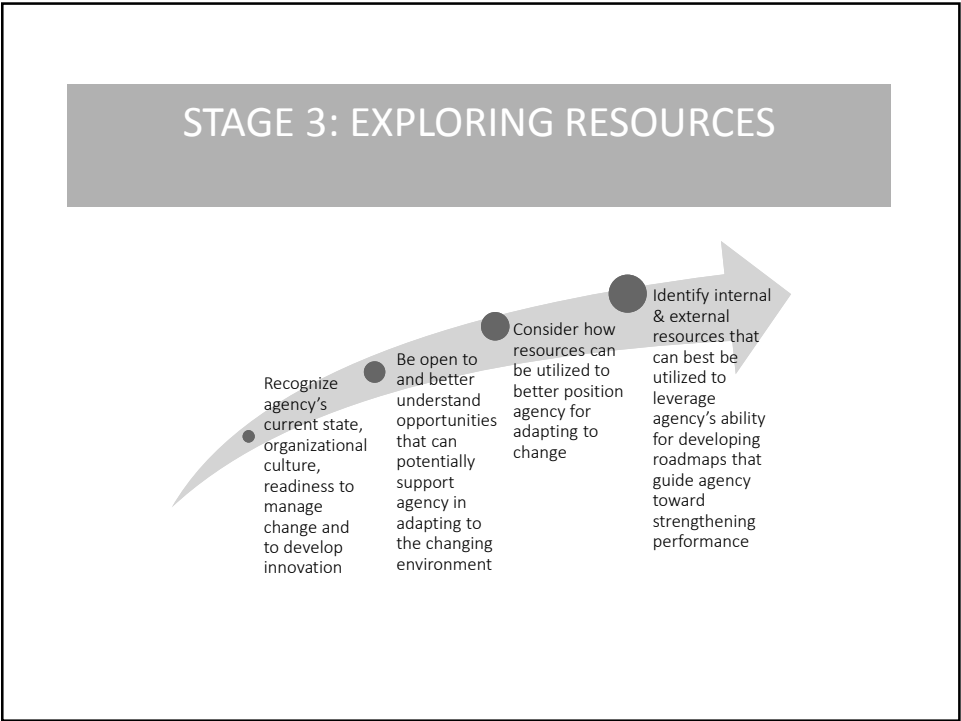 STAGE 3: EXPLORING RESOURCES
Recognize
agency’s
current state,
organizational
culture,
readiness to
manage
change and
to develop
innovation
Be open to
and better
understand
opportunities
that can
potentially
support
agency in
adapting to
the changing
environment
Consider how
resources can
be utilized to
better position
agency for
adapting to
change
Identify internal
& external
resources that
can best be
utilized to
leverage
agency’s ability
for developing
roadmaps that
guide agency
toward
strengthening
performance